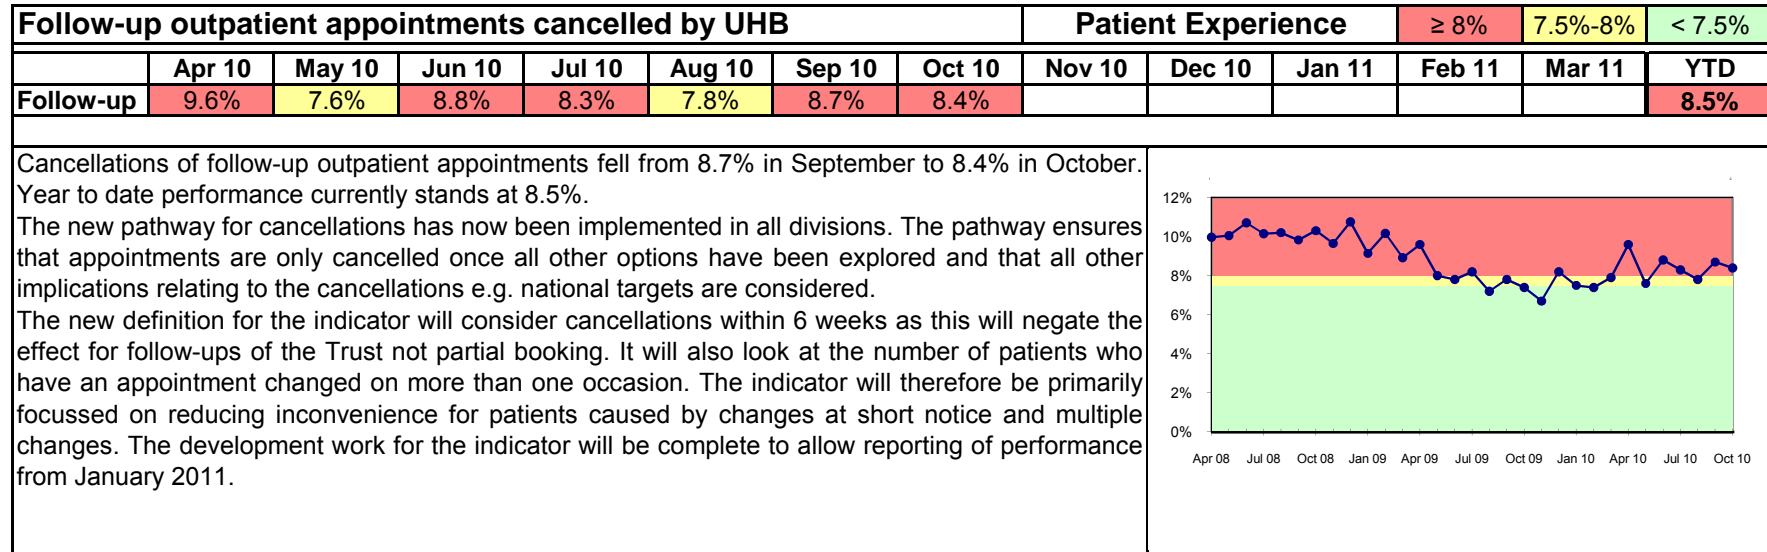 Follow-up outpatient appointments cancelled by UHB Patient Experience ≥ 8% 7.5%-8% < 7.5%
Apr 10 May 10 Jun 10 Jul 10 Aug 10 Sep 10 Oct 10 Nov 10 Dec 10 Jan 11 Feb 11 Mar 11 YTD
Follow-up 9.6% 7.6% 8.8% 8.3% 7.8% 8.7% 8.4% 8.5%
Cancellations of follow-up outpatient appointments fell from 8.7% in September to 8.4% in October.
Year to date performance currently stands at 8.5%.
The new pathway for cancellations has now been implemented in all divisions. The pathway ensures
that appointments are only cancelled once all other options have been explored and that all other
implications relating to the cancellations e.g. national targets are considered.
The new definition for the indicator will consider cancellations within 6 weeks as this will negate the
effect for follow-ups of the Trust not partial booking. It will also look at the number of patients who
have an appointment changed on more than one occasion. The indicator will therefore be primarily
focussed on reducing inconvenience for patients caused by changes at short notice and multiple
changes. The development work for the indicator will be complete to allow reporting of performance
from January 2011.
12%
10%
8%
6%
4%
2%
0%
Apr 08 Jul 08 Oct 08 Jan 09 Apr 09 Jul 09 Oct 09 Jan 10 Apr 10 Jul 10 Oct 10